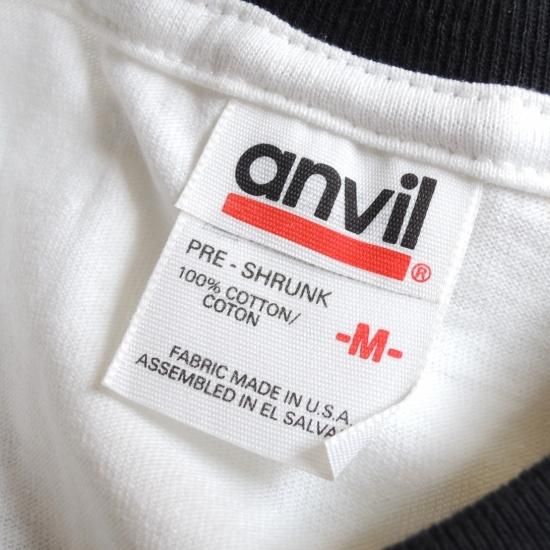 anvil
®
PRE - SHRUNK
100% COTTON/
COTON
-M-
FABRIC MADE IN U.S.A.
ASSEMBLED IN EL SALVA